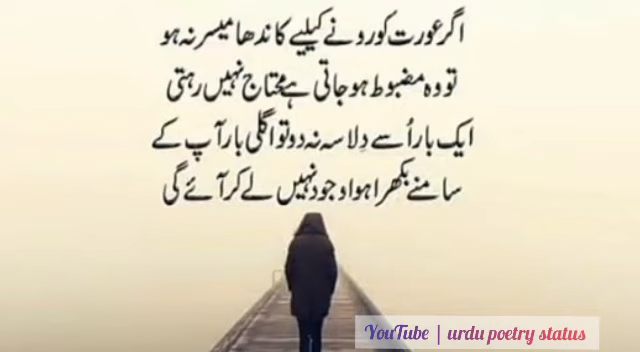 اگر عورت کو رونے کیلیے کاندھا میسر نہ ہو
تو وہ مضبوط ہو جاتی ہے محتاج نہیں رہتی
ایک بار اُسے دِلاسہ نہ دو تو اگلی بار آپ کے
سامنے بکھرا ہوا وجود نہیں لے کر آئے گی
YouTube | urdu poetry status